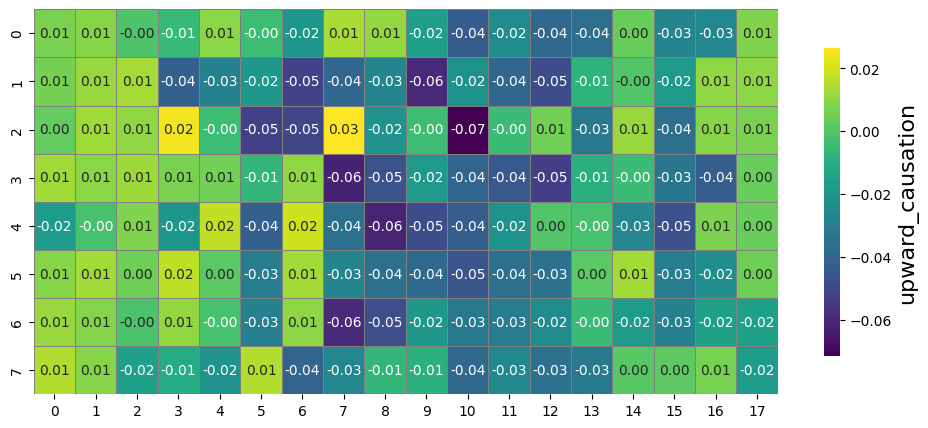 0 0.01 0.01 -0.00 -0.01 0.01 -0.00 -0.02 0.01 0.01 -0.02 -0.04 -0.02 -0.04 -0.04 0.00 -0.03 -0.03 0.01
1 0.01 0.01 0.01 -0.04 -0.03 -0.02 -0.05 -0.04 -0.03 -0.06 -0.02 -0.04 -0.05 -0.01 -0.00 -0.02 0.01 0.01
2 0.00 0.01 0.01 0.02 -0.00 -0.05 -0.05 0.03 -0.02 -0.00 -0.07 -0.00 0.01 -0.03 0.01 -0.04 0.01 0.01
3 0.01 0.01 0.01 0.01 0.01 -0.01 0.01 -0.06 -0.05 -0.02 -0.04 -0.04 -0.05 -0.01 -0.00 -0.03 -0.04 0.00
4 -0.02 -0.00 0.01 -0.02 0.02 -0.04 0.02 -0.04 -0.06 -0.05 -0.04 -0.02 0.00 -0.00 -0.03 -0.05 0.01 0.00
5 0.01 0.01 0.00 0.02 0.00 -0.03 0.01 -0.03 -0.04 -0.04 -0.05 -0.04 -0.03 0.00 0.01 -0.03 -0.02 0.00
6 0.01 0.01 -0.00 0.01 -0.00 -0.03 0.01 -0.06 -0.05 -0.02 -0.03 -0.03 -0.02 -0.00 -0.02 -0.03 -0.02 -0.02
7 0.01 0.01 -0.02 -0.01 -0.02 0.01 -0.04 -0.03 -0.01 -0.01 -0.04 -0.03 -0.03 -0.03 0.00 0.00 0.01 -0.02
0 1 2 3 4 5 6 7 8 9 10 11 12 13 14 15 16 17
0.02
0.00
−0.02
−0.04
−0.06
upward_causation